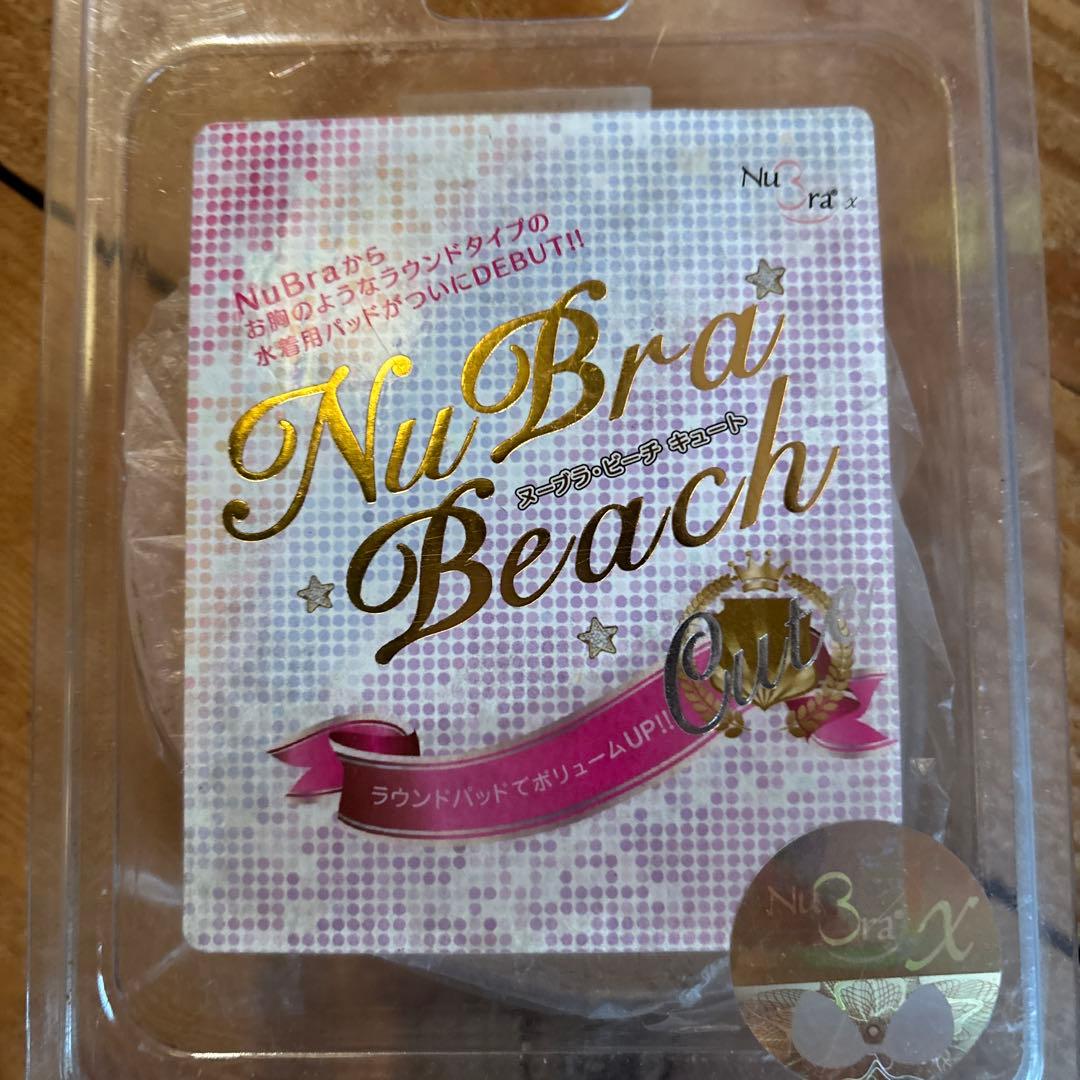 NuBra® x
NuBraから
お胸のようなラウンドタイプの
水着用パッドがついにDEBUT!!
NuBra
ヌーブラ・ビーチ キュート
Beach
Cute
ラウンドパッドでボリュームUP!!
NuBra® x